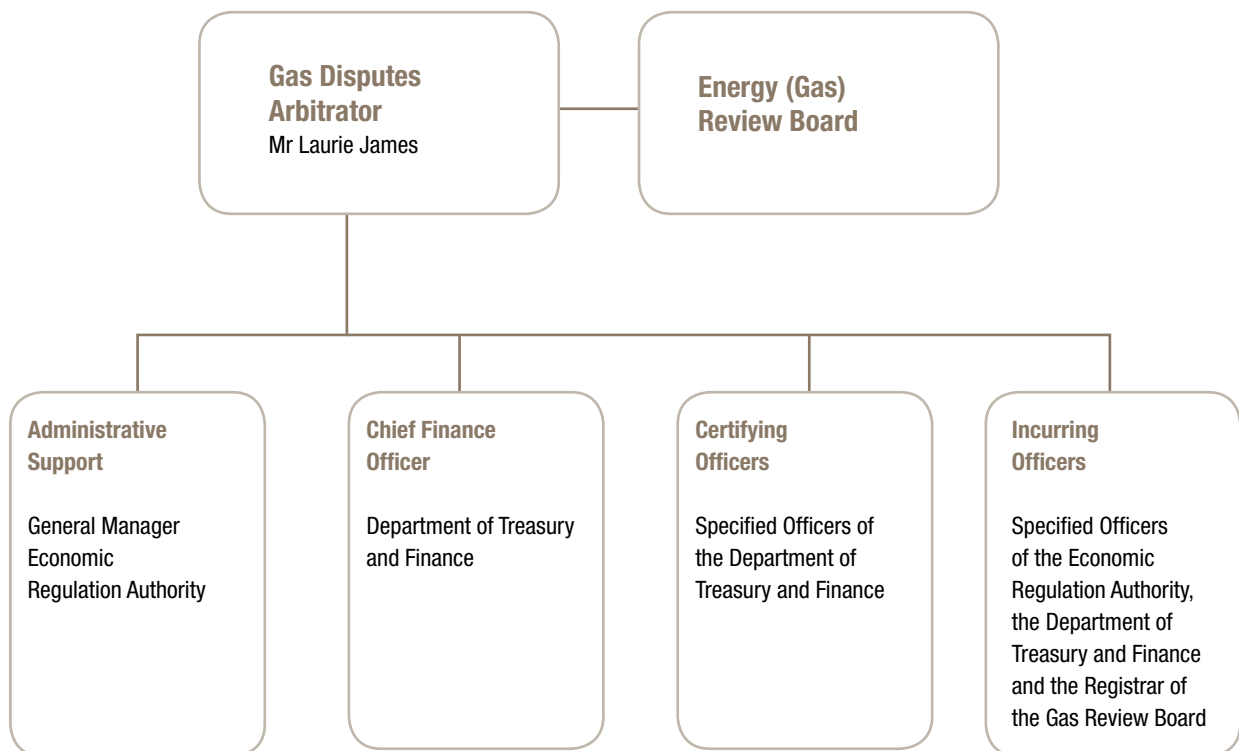 Gas Disputes
Arbitrator
Mr Laurie James
Energy (Gas)
Review Board
Administrative
Support
General Manager
Economic
Regulation Authority
Chief Finance
Officer
Department of Treasury
and Finance
Certifying
Officers
Specified Officers of
the Department of
Treasury and Finance
Incurring
Officers
Specified Officers
of the Economic
Regulation Authority,
the Department of
Treasury and Finance
and the Registrar of
the Gas Review Board